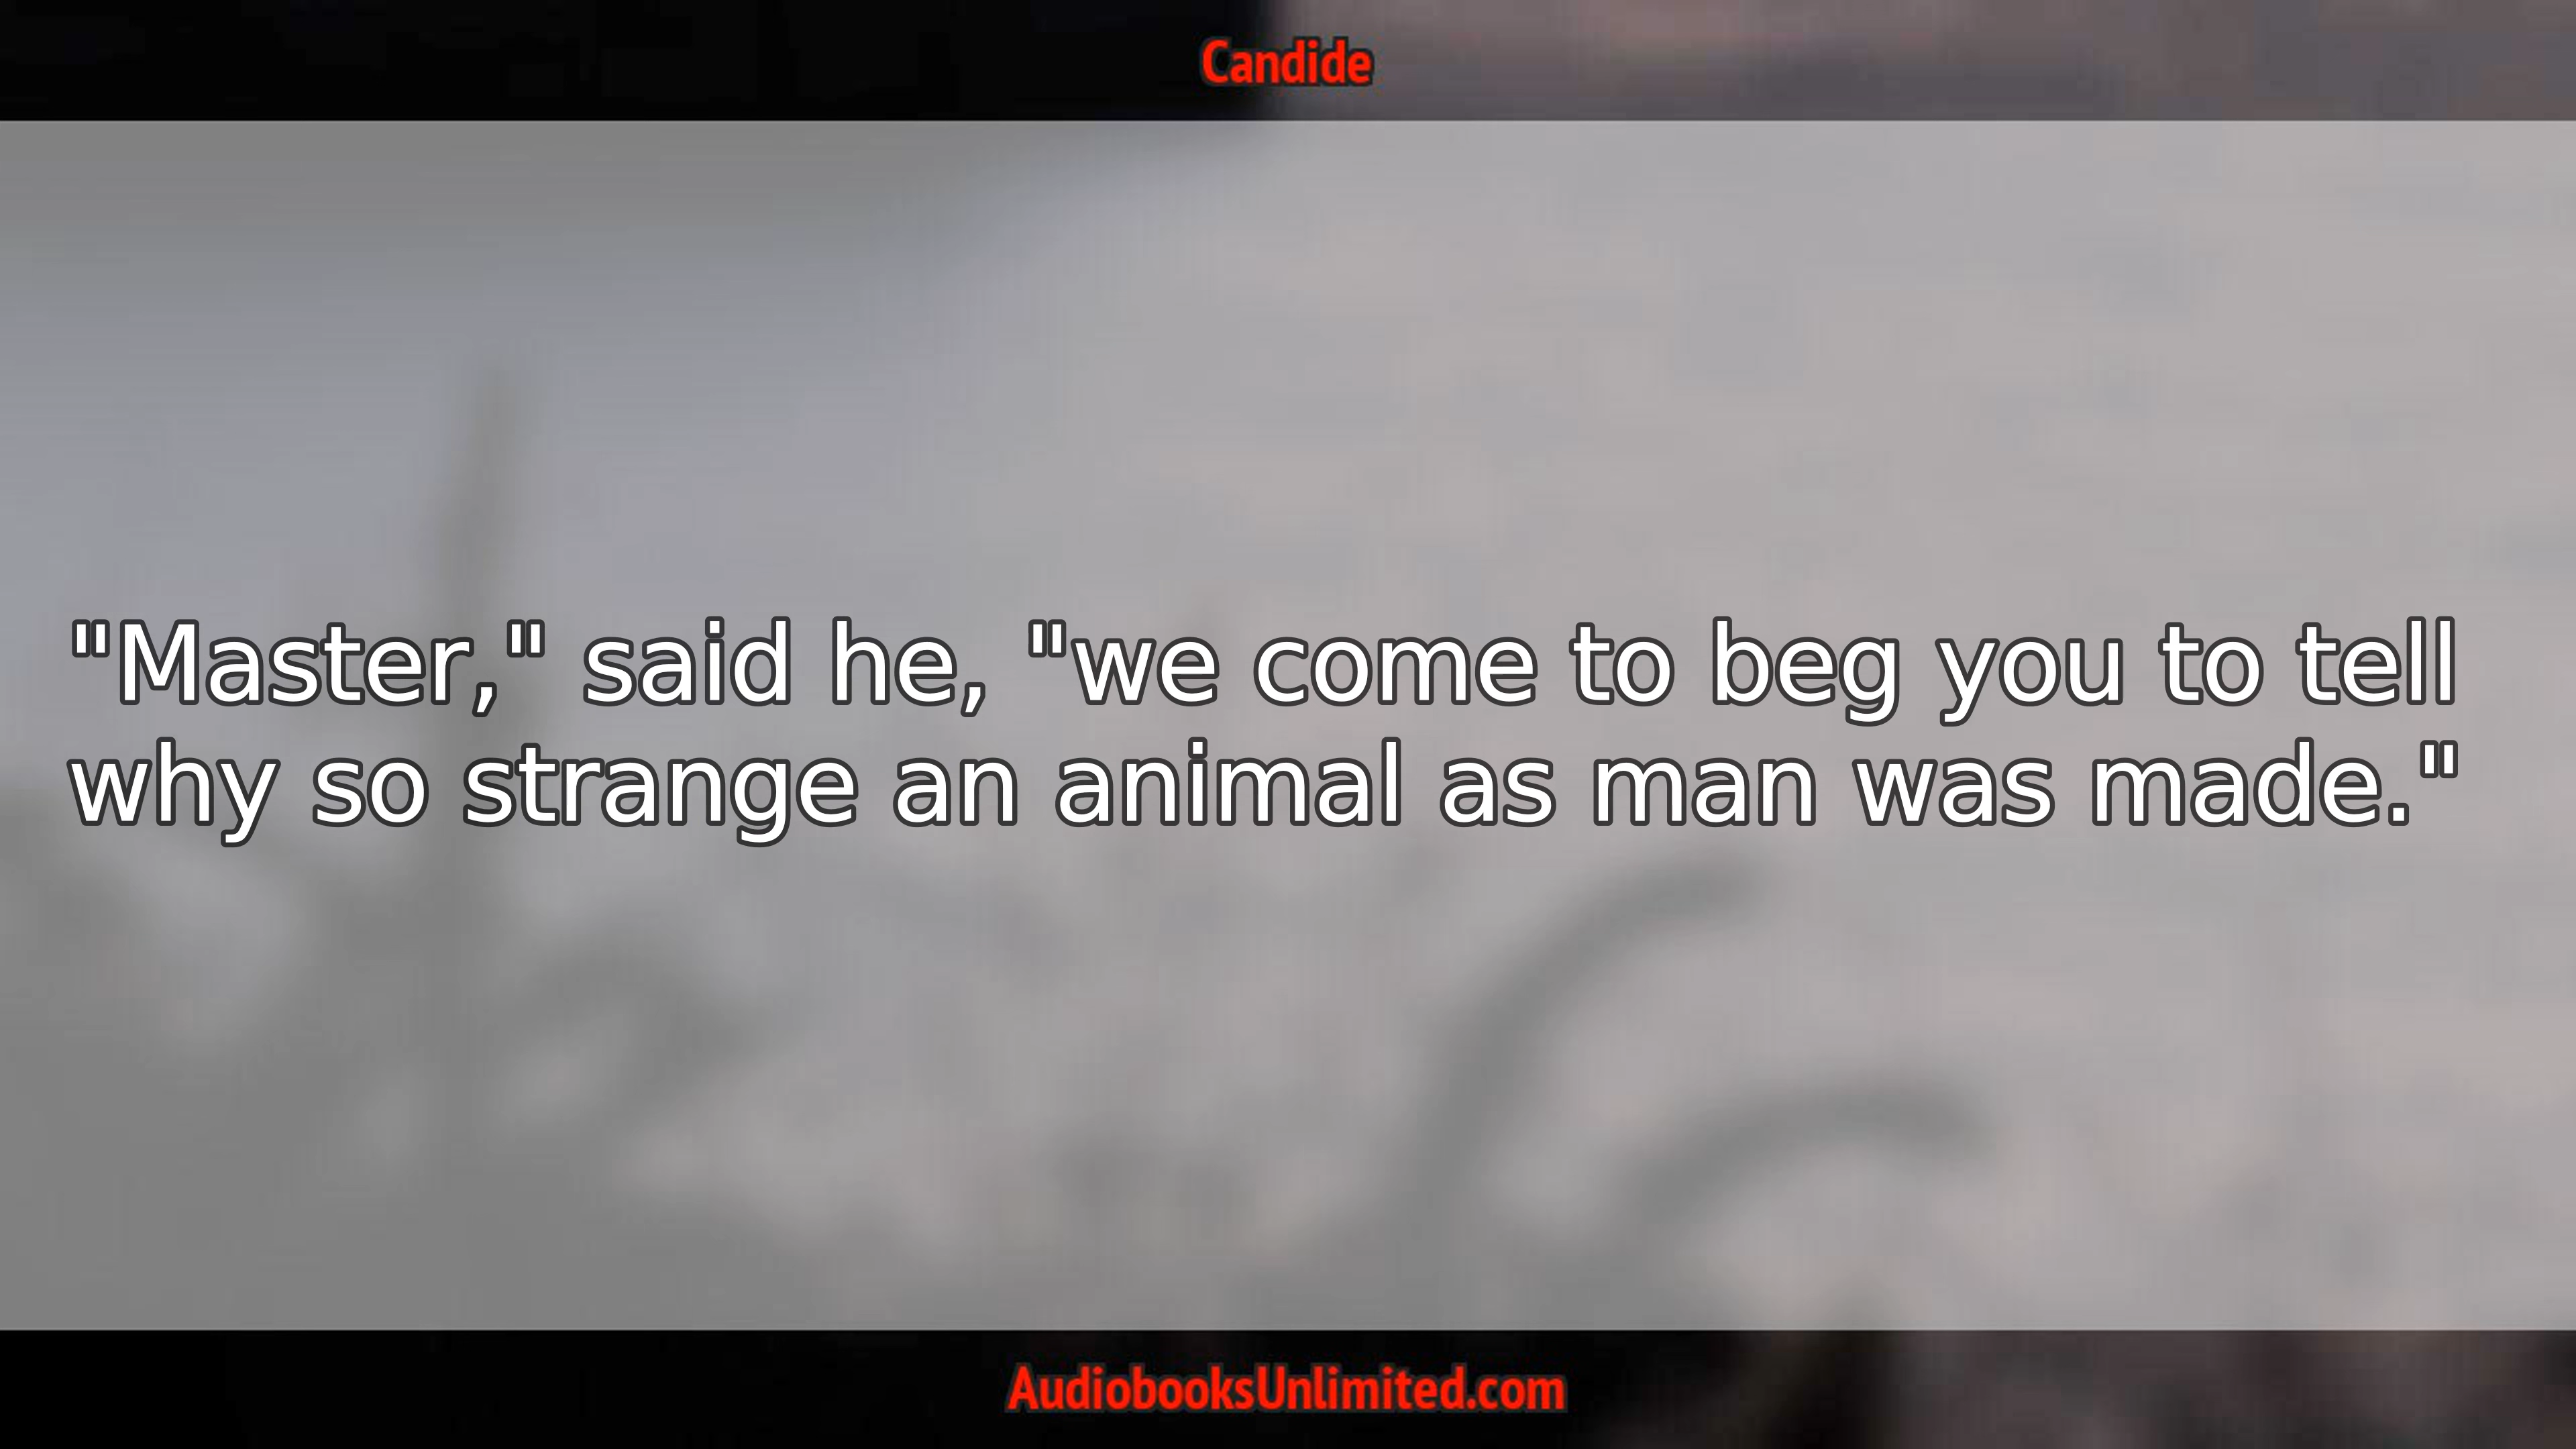 Candide
"Master," said he, "we come to beg you to tell
why so strange an animal as man was made."
AudiobooksUnlimited.com